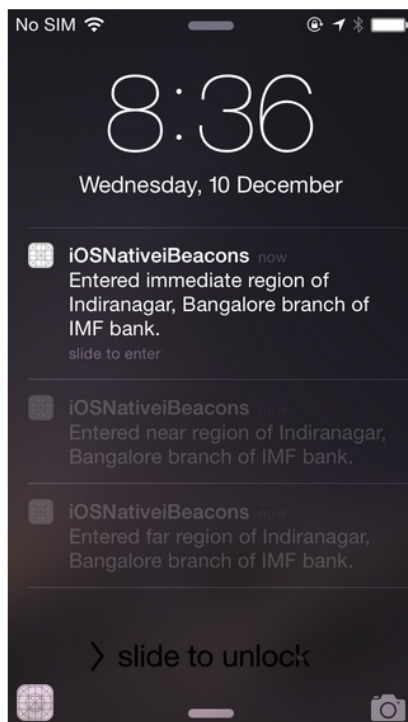 No SIM
8:36
Wednesday, 10 December
iOSNativeiBeacons now
Entered immediate region of
Indiranagar, Bangalore branch of
IMF bank.
slide to enter
iOSNativeiBeacons now
Entered near region of Indiranagar,
Bangalore branch of IMF bank.
iOSNativeiBeacons now
Entered far region of Indiranagar,
Bangalore branch of IMF bank.
> slide to unlock